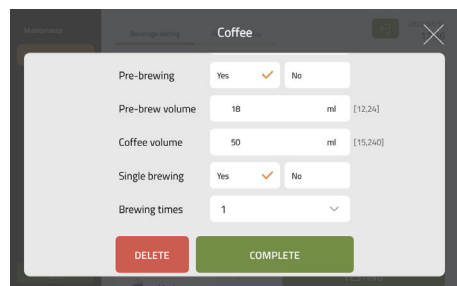 Maintenance
Beverage setting
Coffee
Pre-brewing Yes No
Pre-brew volume 18 ml [12,24]
Coffee volume 50 ml [15,240]
Single brewing Yes No
Brewing times 1
DELETE COMPLETE